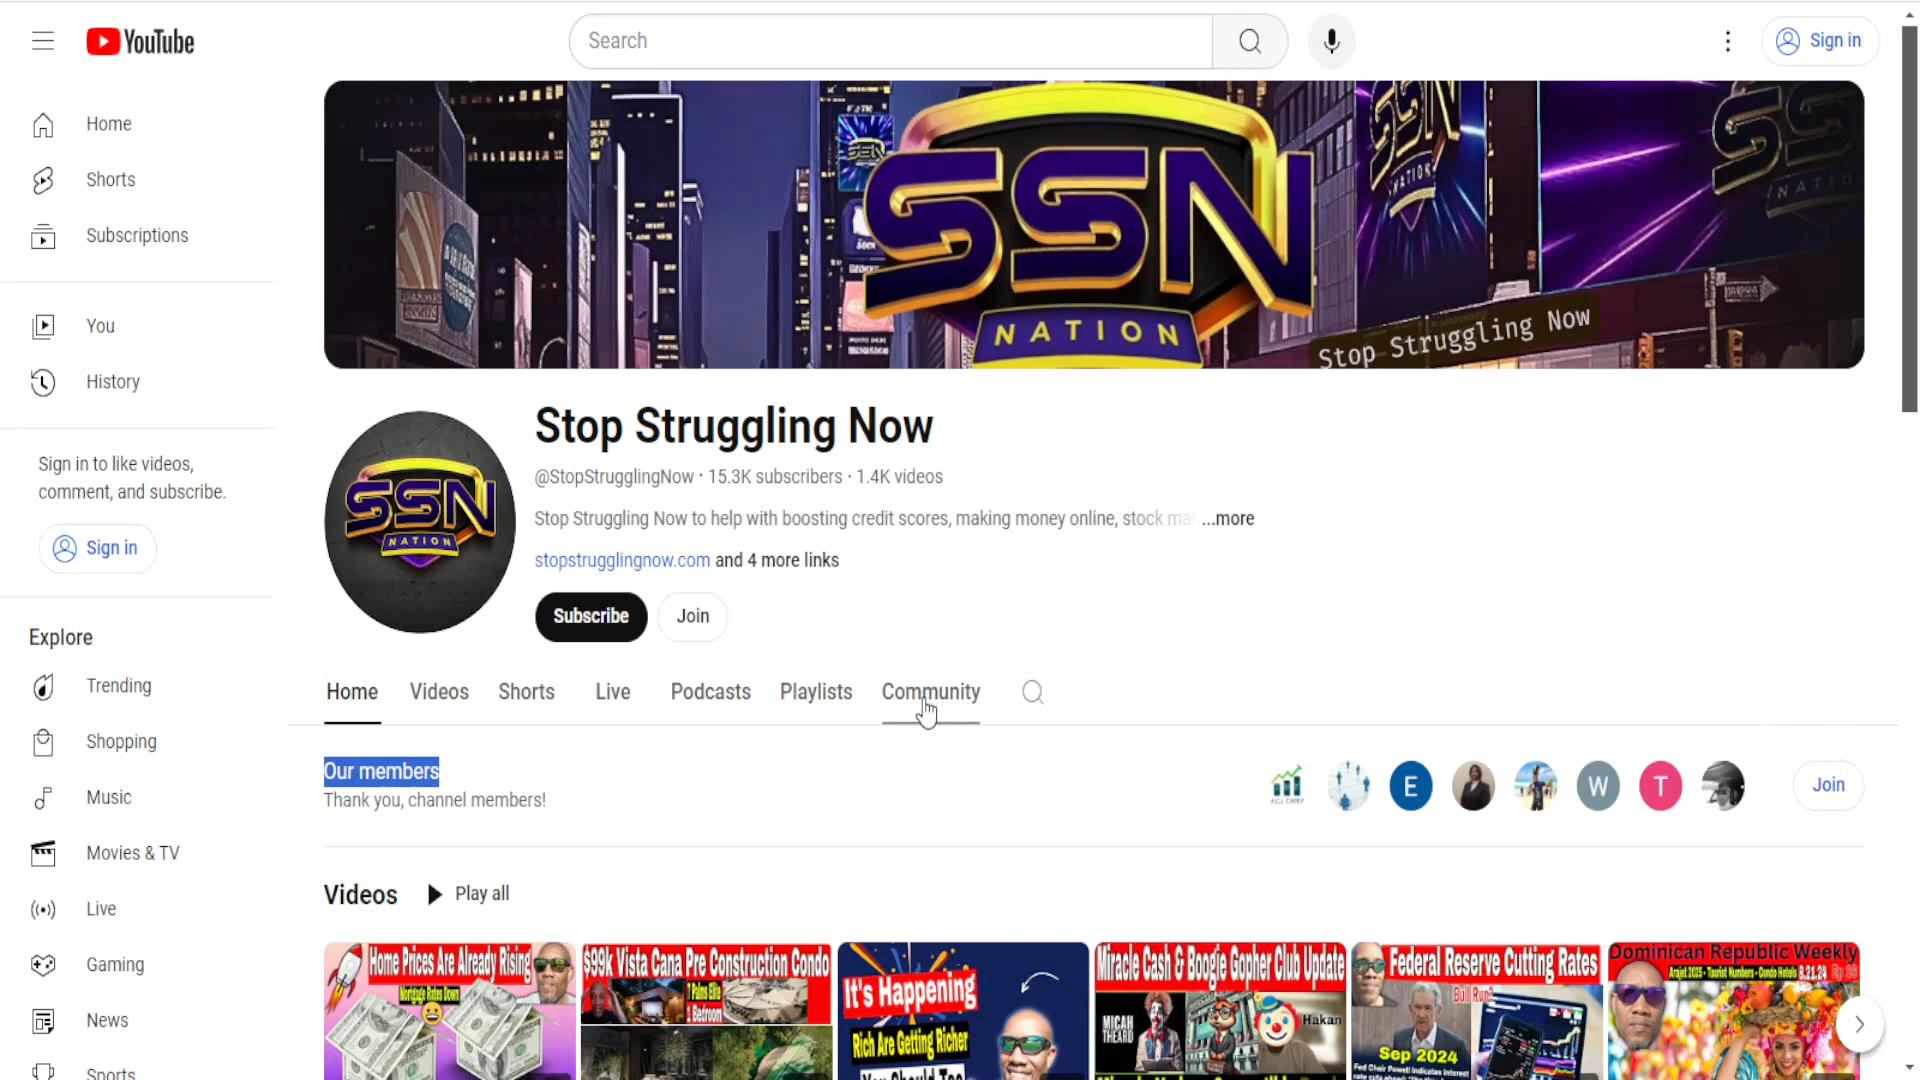 YouTube
Search
Sign in
Home
Shorts
Subscriptions
You
History
Sign in to like videos,
comment, and subscribe.
Sign in
Explore
Trending
Shopping
Music
Movies & TV
Live
Gaming
News
Sports
SSN
NATION
Stop Struggling Now
SSN
NATION
SSN
NATION
Stop Struggling Now
@StopStrugglingNow · 15.3K subscribers · 1.4K videos
Stop Struggling Now to help with boosting credit scores, making money online, stock ...more
stopstrugglingnow.com and 4 more links
Subscribe
Join
Home
Videos
Shorts
Live
Podcasts
Playlists
Community
Our members
Thank you, channel members!
E
W
T
Join
Videos
Play all
Home Prices Are Already Rising
Mortgage Rates Down
$99k Vista Cana Pre Construction Condo
7 Palms Elite
1 Bedroom
It's Happening
Rich Are Getting Richer
You Should Too
Miracle Cash & Boogie Gopher Club Update
MICAH
THEARD
Hakan
Federal Reserve Cutting Rates
Bull Run?
Sep 2024
Fed Chair Powell indicates interest
Dominican Republic Weekly
Arajet 2025 - Tourist Numbers - Condo Hotels 8.21.24